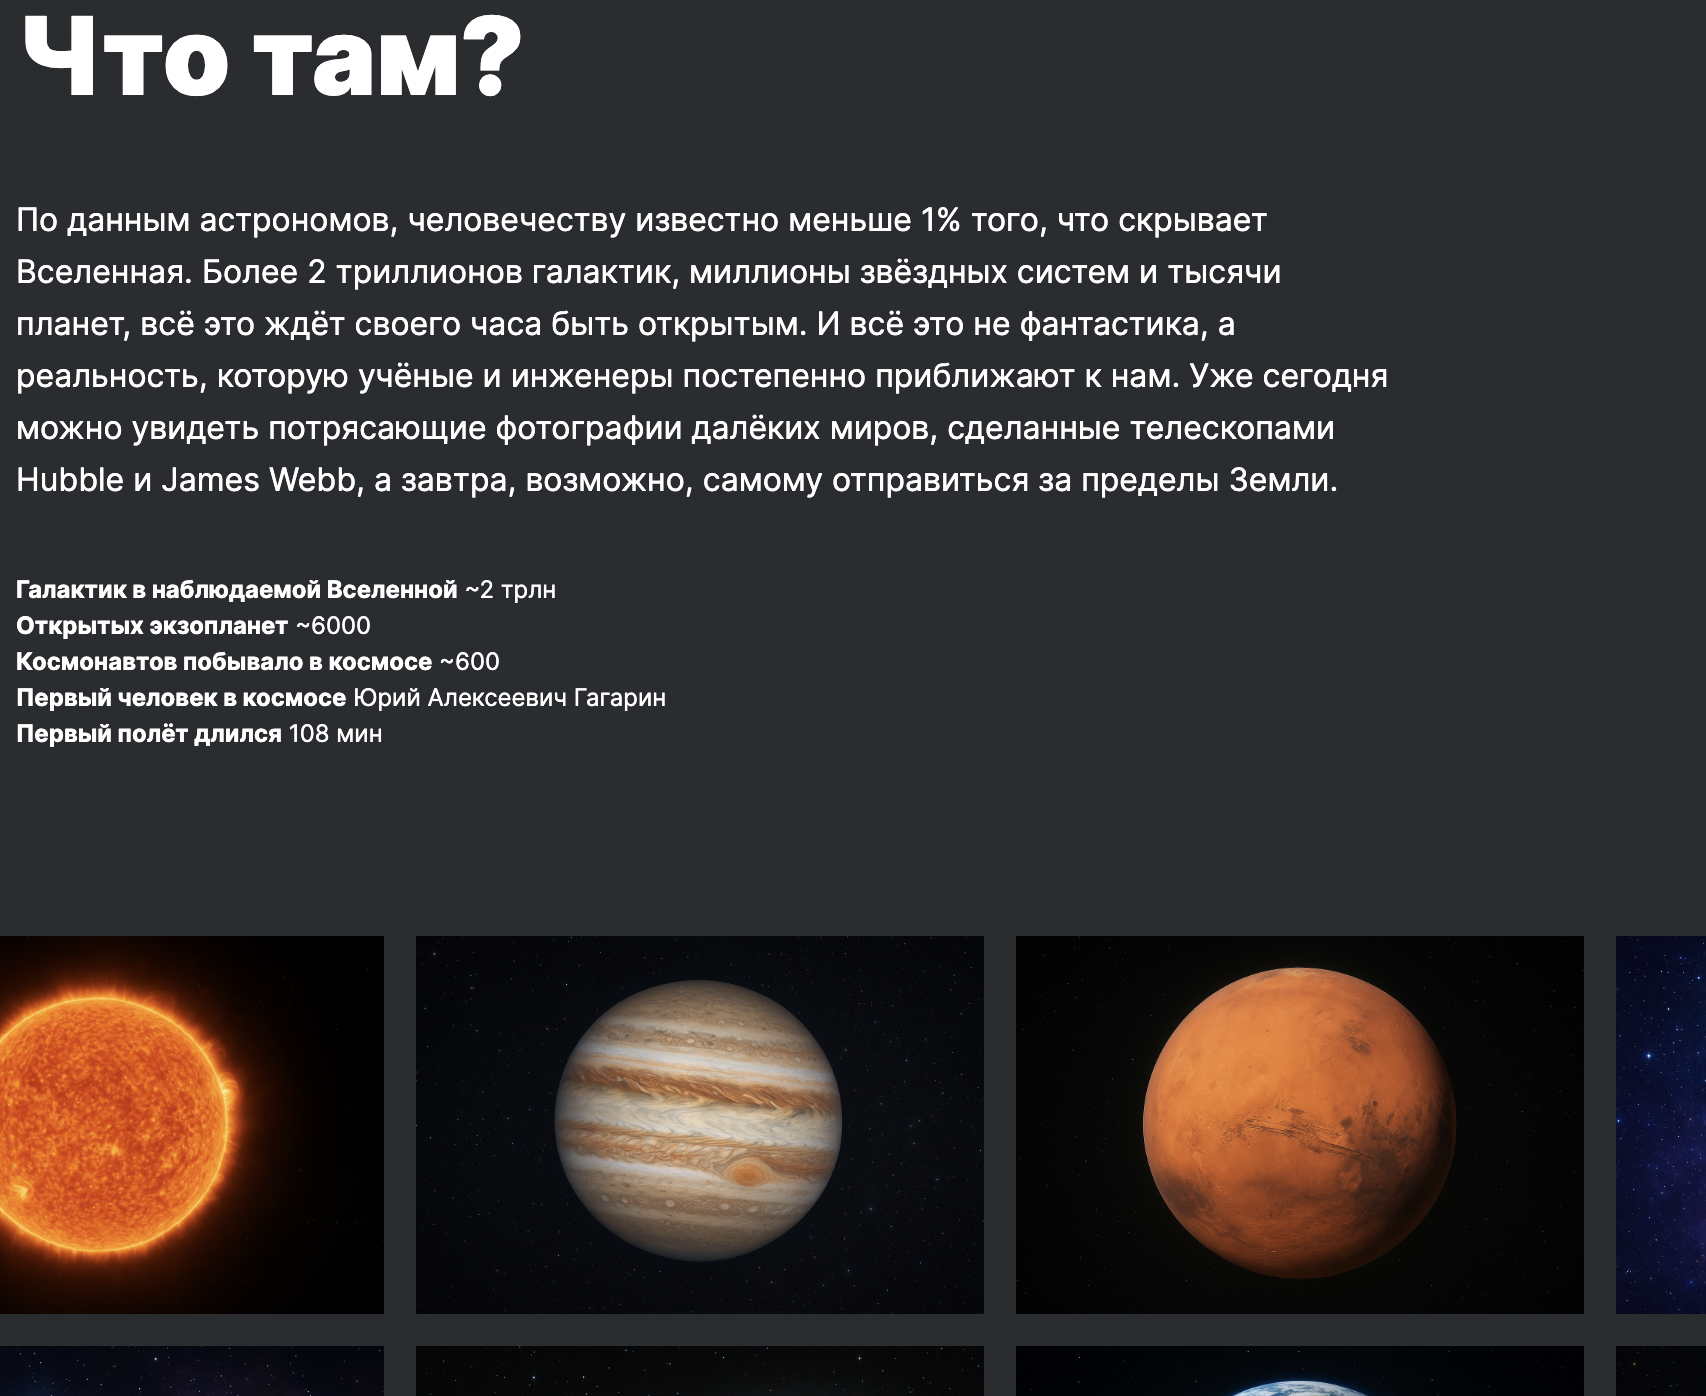 Что там?
По данным астрономов, человечеству известно меньше 1% того, что скрывает
Вселенная. Более 2 триллионов галактик, миллионы звёздных систем и тысячи
планет, всё это ждёт своего часа быть открытым. И всё это не фантастика, а
реальность, которую учёные и инженеры постепенно приближают к нам. Уже сегодня
можно увидеть потрясающие фотографии далёких миров, сделанные телескопами
Hubble и James Webb, а завтра, возможно, самому отправиться за пределы Земли.
Галактик в наблюдаемой Вселенной ~2 трлн
Открытых экзопланет ~6000
Космонавтов побывало в космосе ~600
Первый человек в космосе Юрий Алексеевич Гагарин
Первый полёт длился 108 мин